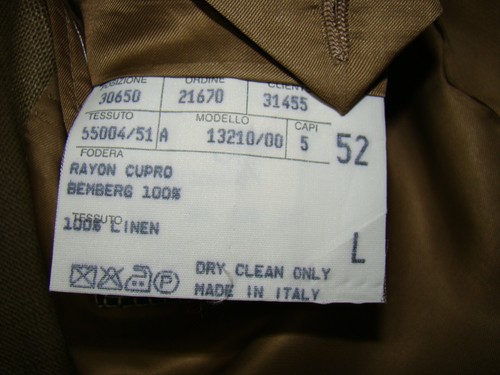 ORDINE
30650 21670 31455
TESSUTO MODELLO CAPI
55004/51 A 13210/00 5 52
FODERA
RAYON CUPRO
BEMBERG 100%
TESSUTO
100% LINEN
L
DRY CLEAN ONLY
MADE IN ITALY
P